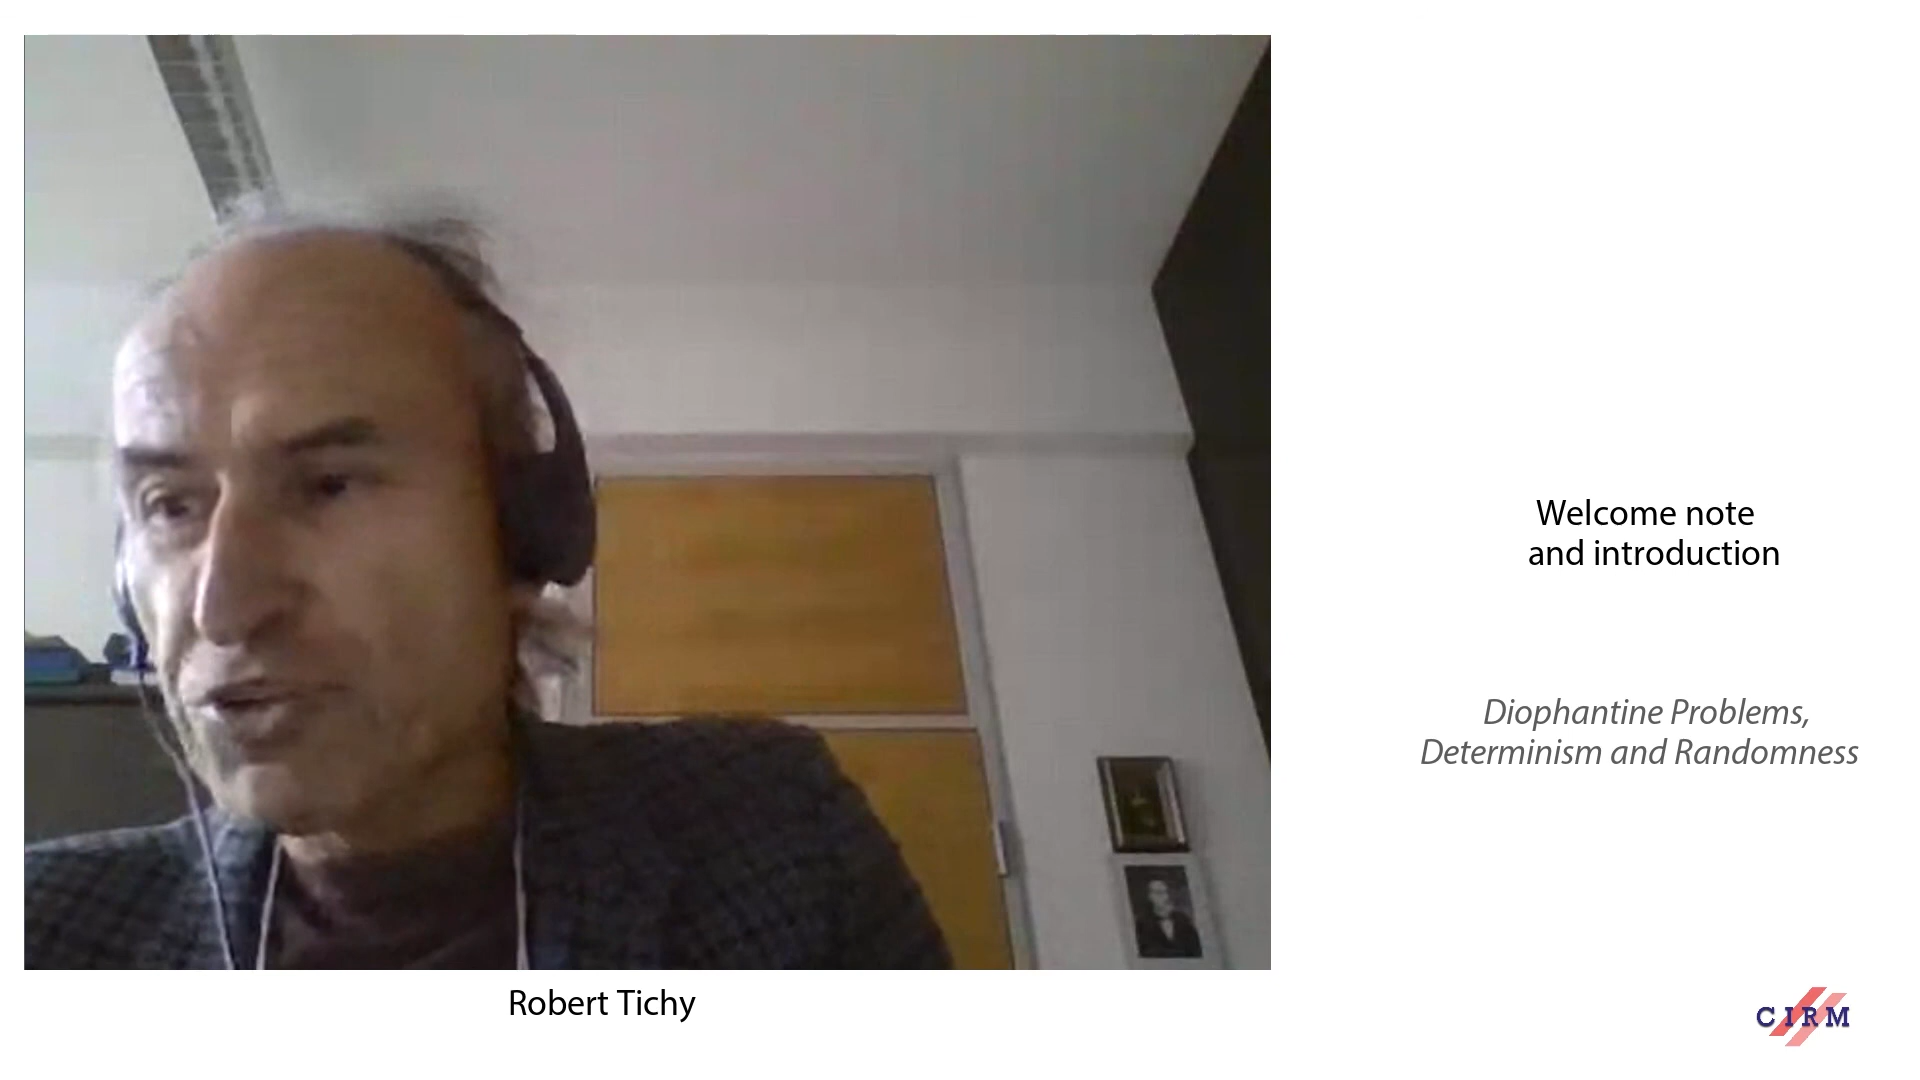 Welcome note
and introduction
Diophantine Problems,
Determinism and Randomness
Robert Tichy
CIRM